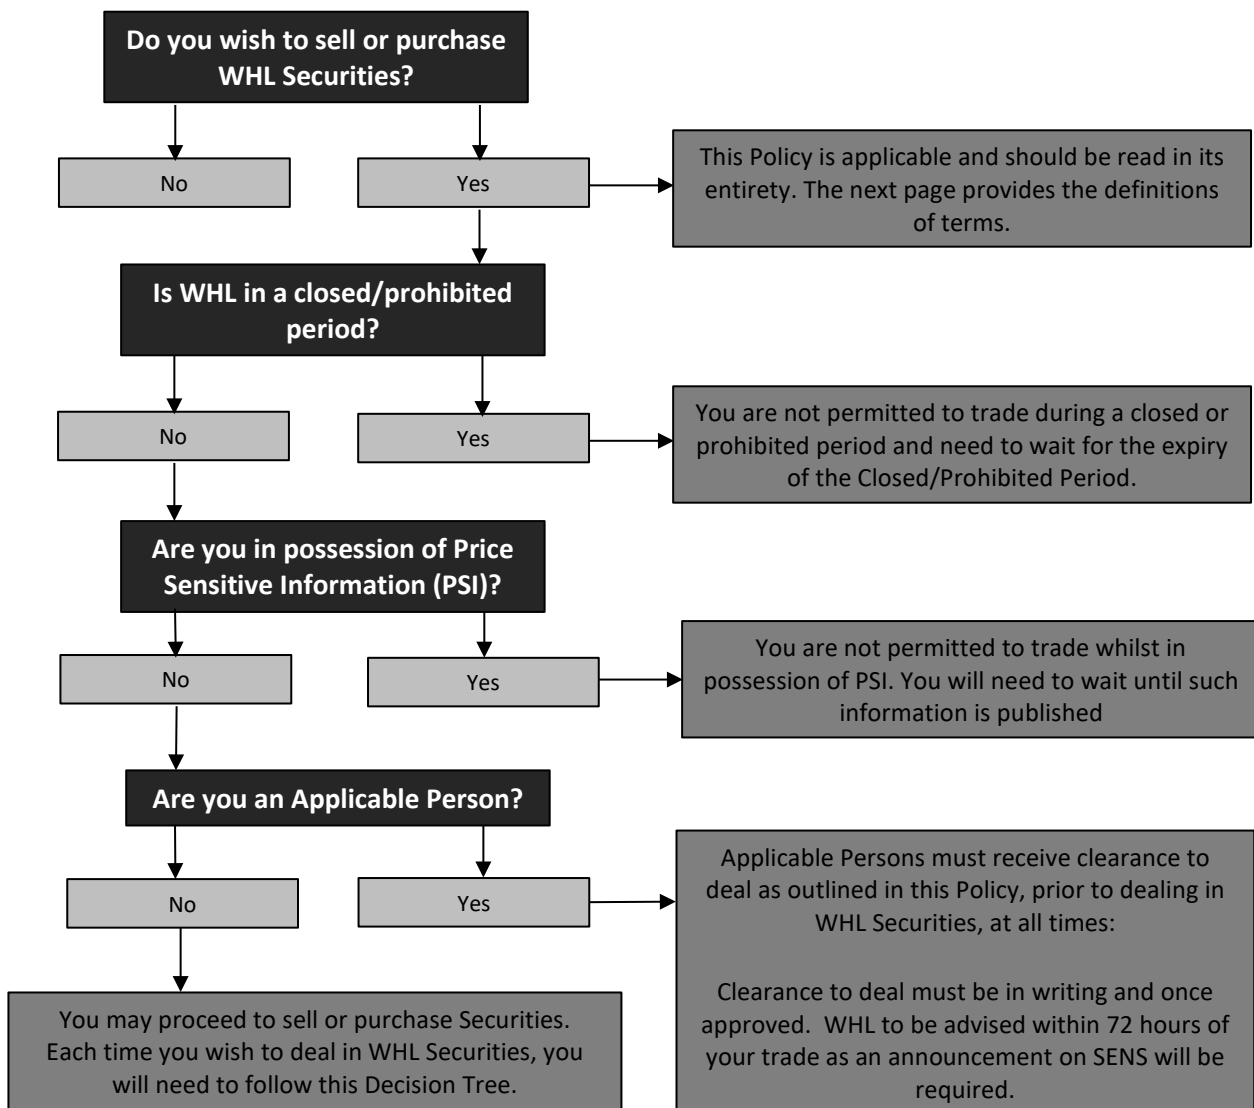 Do you wish to sell or purchase
WHL Securities?
No
Yes
This Policy is applicable and should be read in its
entirety. The next page provides the definitions
of terms.
Is WHL in a closed/prohibited
period?
No
Yes
You are not permitted to trade during a closed or
prohibited period and need to wait for the expiry
of the Closed/Prohibited Period.
Are you in possession of Price
Sensitive Information (PSI)?
No
Yes
You are not permitted to trade whilst in
possession of PSI. You will need to wait until such
information is published
Are you an Applicable Person?
No
Yes
Applicable Persons must receive clearance to
deal as outlined in this Policy, prior to dealing in
WHL Securities, at all times:
Clearance to deal must be in writing and once
approved.  WHL to be advised within 72 hours of
your trade as an announcement on SENS will be
required.
You may proceed to sell or purchase Securities.
Each time you wish to deal in WHL Securities, you
will need to follow this Decision Tree.